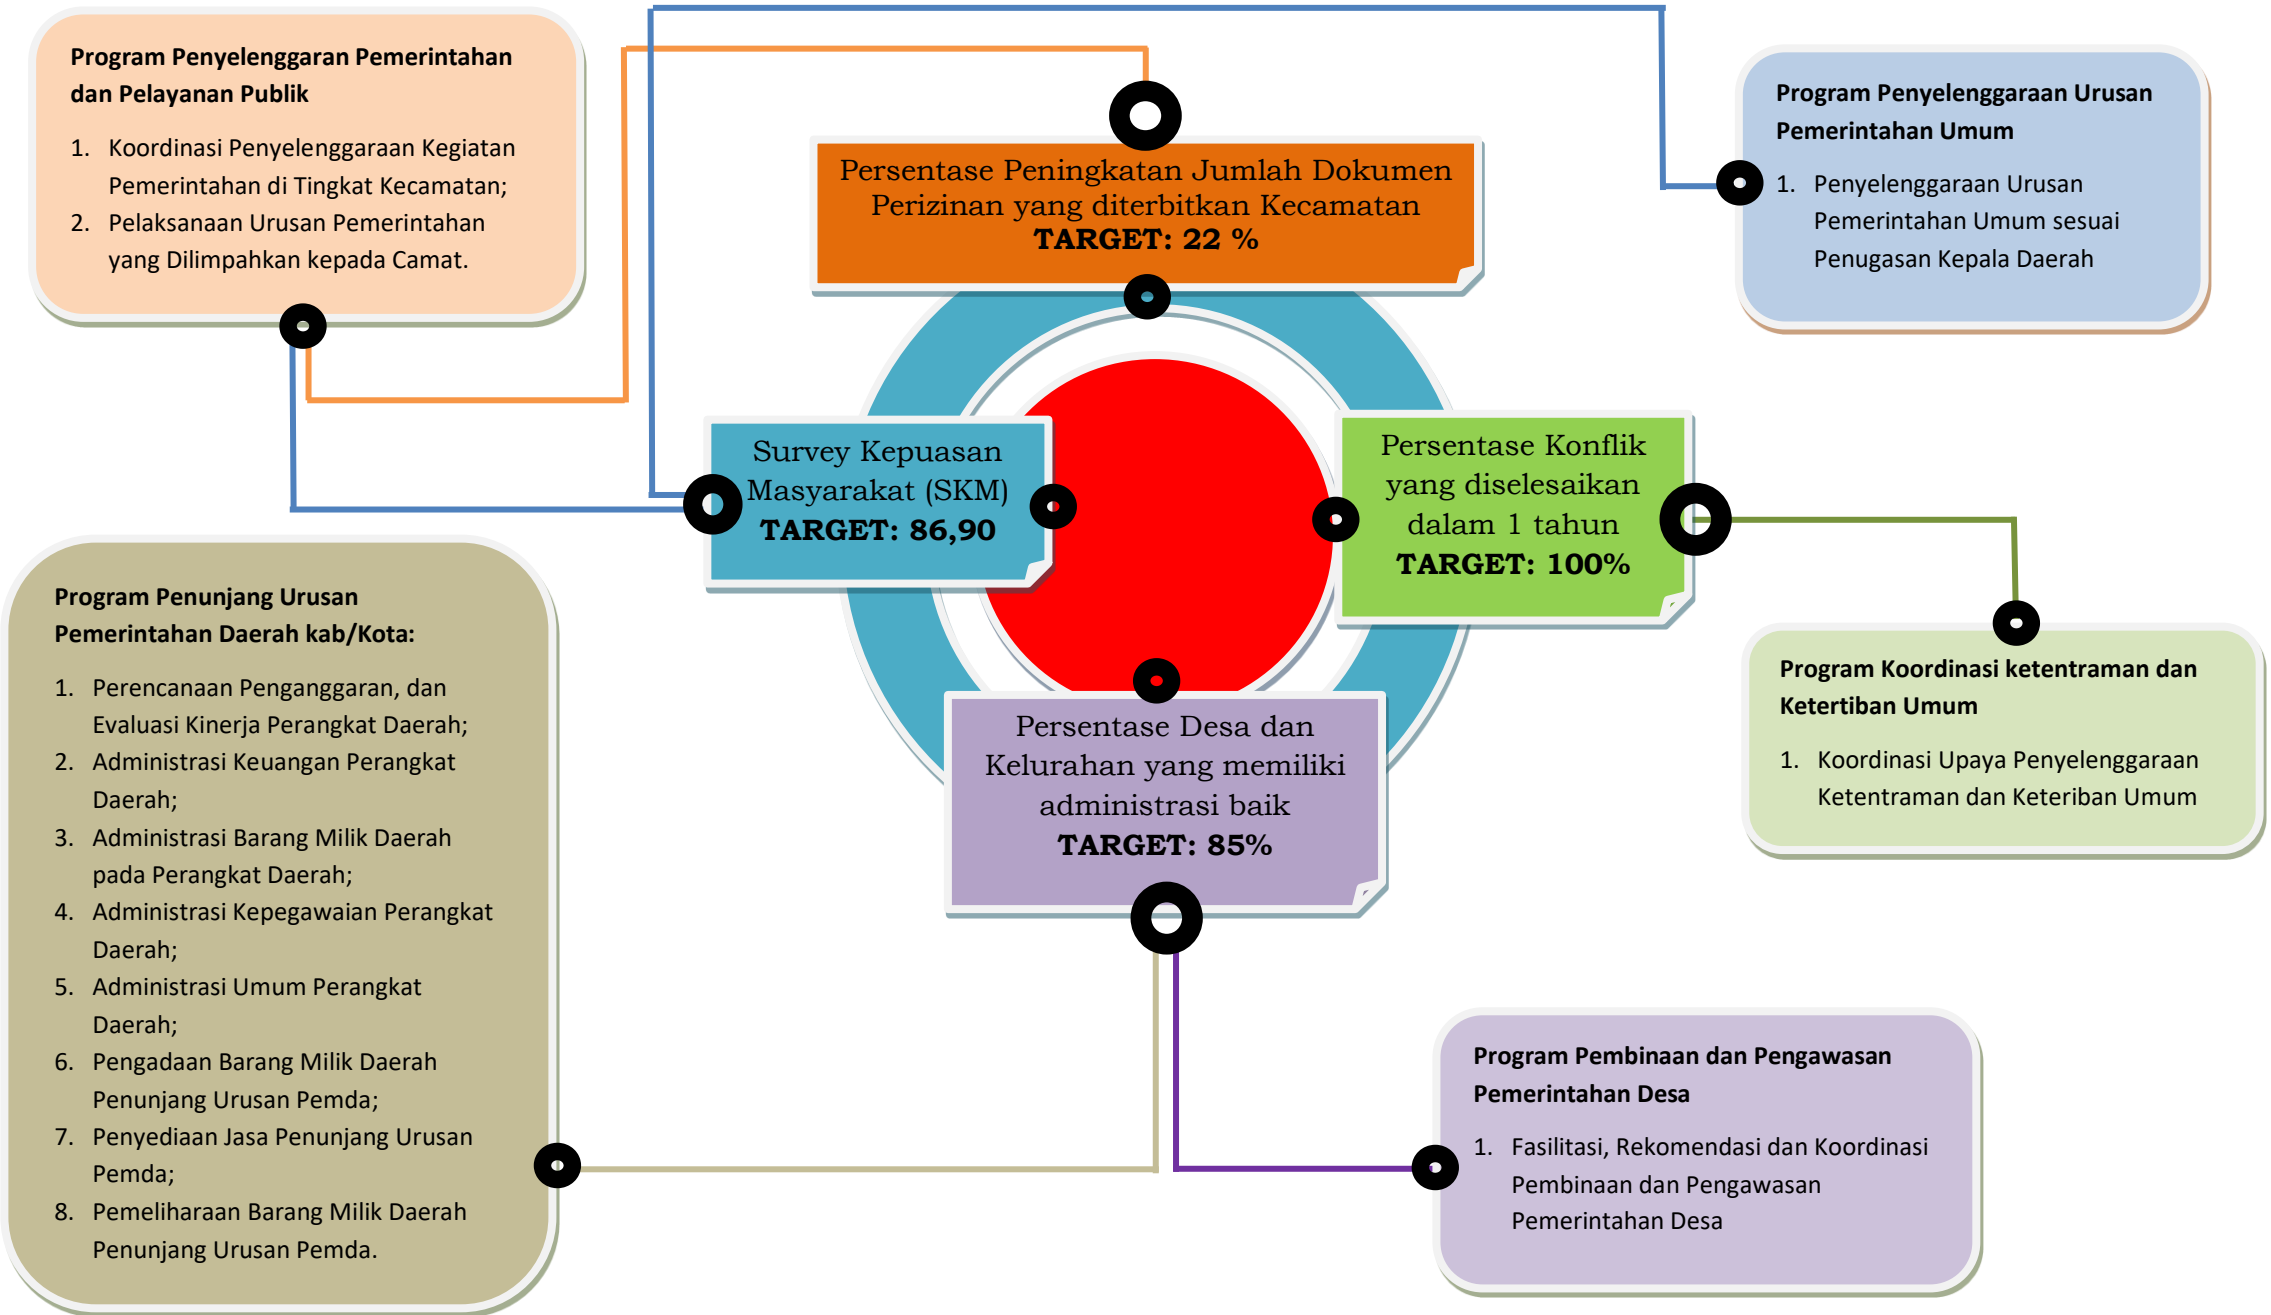 Program Penyelenggaran Pemerintahan
dan Pelayanan Publik
1. Koordinasi Penyelenggaraan Kegiatan
Pemerintahan di Tingkat Kecamatan;
2. Pelaksanaan Urusan Pemerintahan
yang Dilimpahkan kepada Camat.
Persentase Peningkatan Jumlah Dokumen
Perizinan yang diterbitkan Kecamatan
TARGET: 22 %
Program Penyelenggaraan Urusan
Pemerintahan Umum
1. Penyelenggaraan Urusan
Pemerintahan Umum sesuai
Penugasan Kepala Daerah
Survey Kepuasan
Masyarakat (SKM)
TARGET: 86,90
Persentase Konflik
yang diselesaikan
dalam 1 tahun
TARGET: 100%
Program Penunjang Urusan
Pemerintahan Daerah kab/Kota:
1. Perencanaan Penganggaran, dan
Evaluasi Kinerja Perangkat Daerah;
2. Administrasi Keuangan Perangkat
Daerah;
3. Administrasi Barang Milik Daerah
pada Perangkat Daerah;
4. Administrasi Kepegawaian Perangkat
Daerah;
5. Administrasi Umum Perangkat
Daerah;
6. Pengadaan Barang Milik Daerah
Penunjang Urusan Pemda;
7. Penyediaan Jasa Penunjang Urusan
Pemda;
8. Pemeliharaan Barang Milik Daerah
Penunjang Urusan Pemda.
Persentase Desa dan
Kelurahan yang memiliki
administrasi baik
TARGET: 85%
Program Koordinasi ketentraman dan
Ketertiban Umum
1. Koordinasi Upaya Penyelenggaraan
Ketentraman dan Keteriban Umum
Program Pembinaan dan Pengawasan
Pemerintahan Desa
1. Fasilitasi, Rekomendasi dan Koordinasi
Pembinaan dan Pengawasan
Pemerintahan Desa